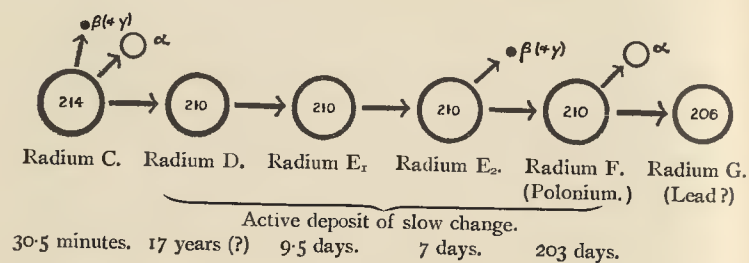 β(+γ) α β(+γ) α
214 210 210 210 210 206
Radium C. Radium D. Radium E₁ Radium E₂. Radium F. Radium G.
(Polonium.) (Lead?)
Active deposit of slow change.
30·5 minutes. 17 years (?) 9·5 days. 7 days. 203 days.